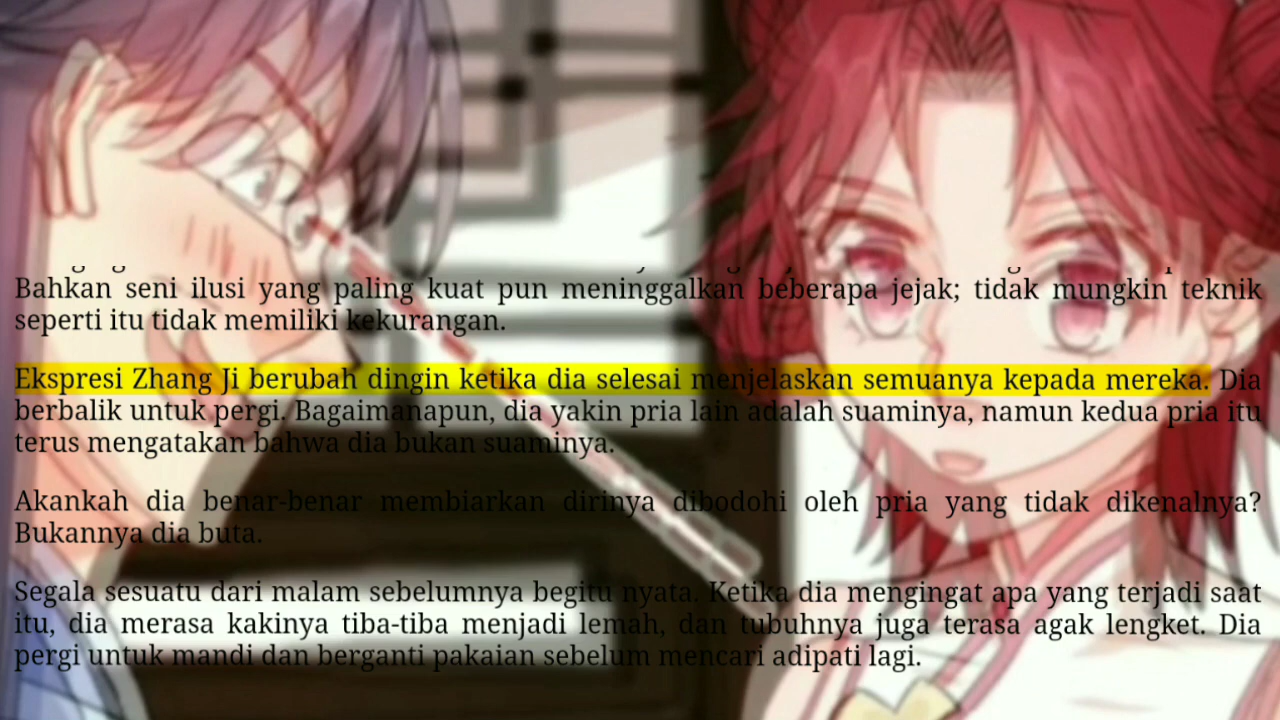 Bahkan seni ilusi yang paling kuat pun meninggalkan beberapa jejak; tidak mungkin teknik
seperti itu tidak memiliki kekurangan.
Ekspresi Zhang Ji berubah dingin ketika dia selesai menjelaskan semuanya kepada mereka. Dia
berbalik untuk pergi. Bagaimanapun, dia yakin pria lain adalah suaminya, namun kedua pria itu
terus mengatakan bahwa dia bukan suaminya.
Akankah dia benar-benar membiarkan dirinya dibodohi oleh pria yang tidak dikenalnya?
Bukannya dia buta.
Segala sesuatu dari malam sebelumnya begitu nyata. Ketika dia mengingat apa yang terjadi saat
itu, dia merasa kakinya tiba-tiba menjadi lemah, dan tubuhnya juga terasa agak lengket. Dia
pergi untuk mandi dan berganti pakaian sebelum mencari adipati lagi.